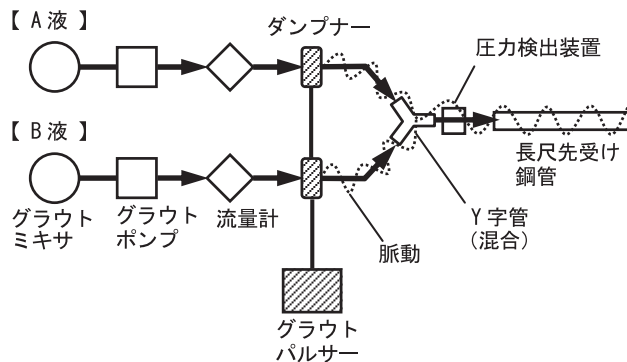 【 A液 】
ダンプナー
圧力検出装置
【 B液 】
長尺先受け
鋼管
グラウト
ミキサ
グラウト
ポンプ
流量計
脈動
Y字管
(混合)
グラウト
パルサー